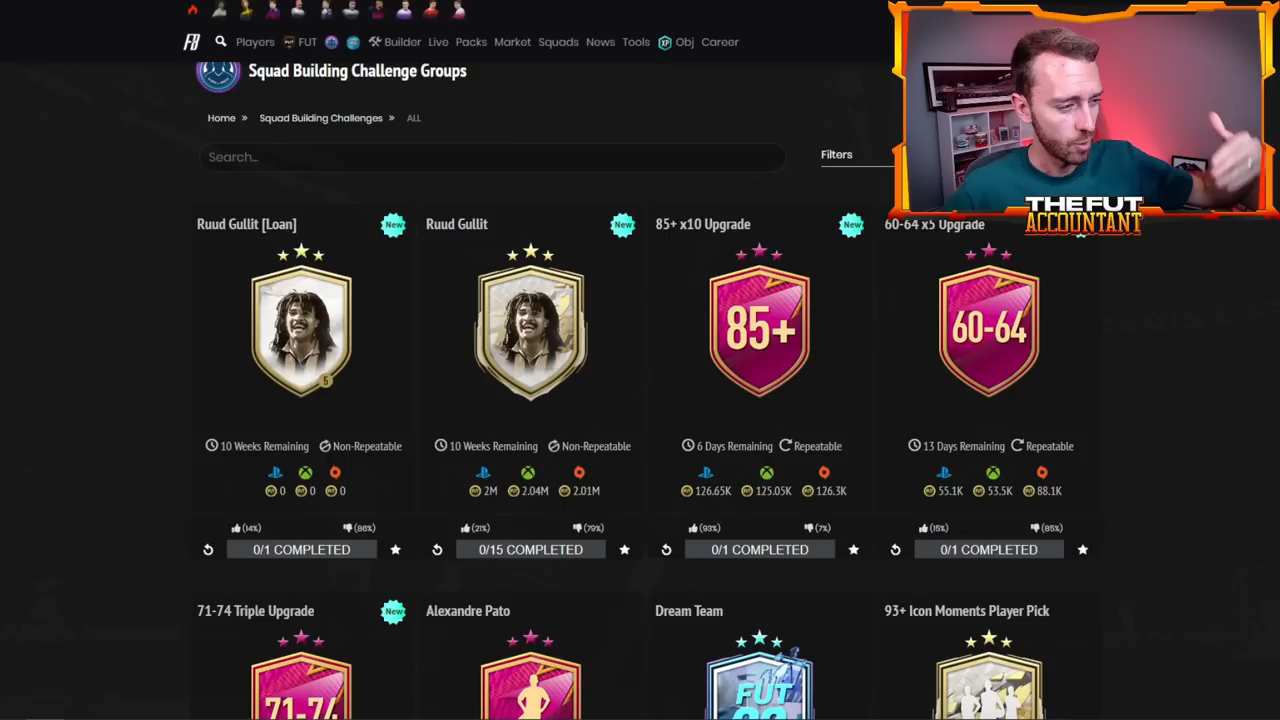 FB Players FUT Builder Live Packs Market Squads News Tools XP Obj Career
Squad Building Challenge Groups
Home » Squad Building Challenges » ALL
Search...
Filters
THE FUT
ACCOUNTANT
Ruud Gullit [Loan] New
Ruud Gullit New
85+ x10 Upgrade New
60-64 x5 Upgrade
5
85+
60-64
10 Weeks Remaining Non-Repeatable
10 Weeks Remaining Non-Repeatable
6 Days Remaining Repeatable
13 Days Remaining Repeatable
0 0 0
2M 2.04M 2.01M
126.65K 125.05K 126.3K
55.1K 53.5K 88.1K
(14%) (86%)
(21%) (79%)
(93%) (7%)
(15%) (85%)
0/1 COMPLETED
0/15 COMPLETED
0/1 COMPLETED
0/1 COMPLETED
71-74 Triple Upgrade New
Alexandre Pato
Dream Team
93+ Icon Moments Player Pick
71-74
FUT